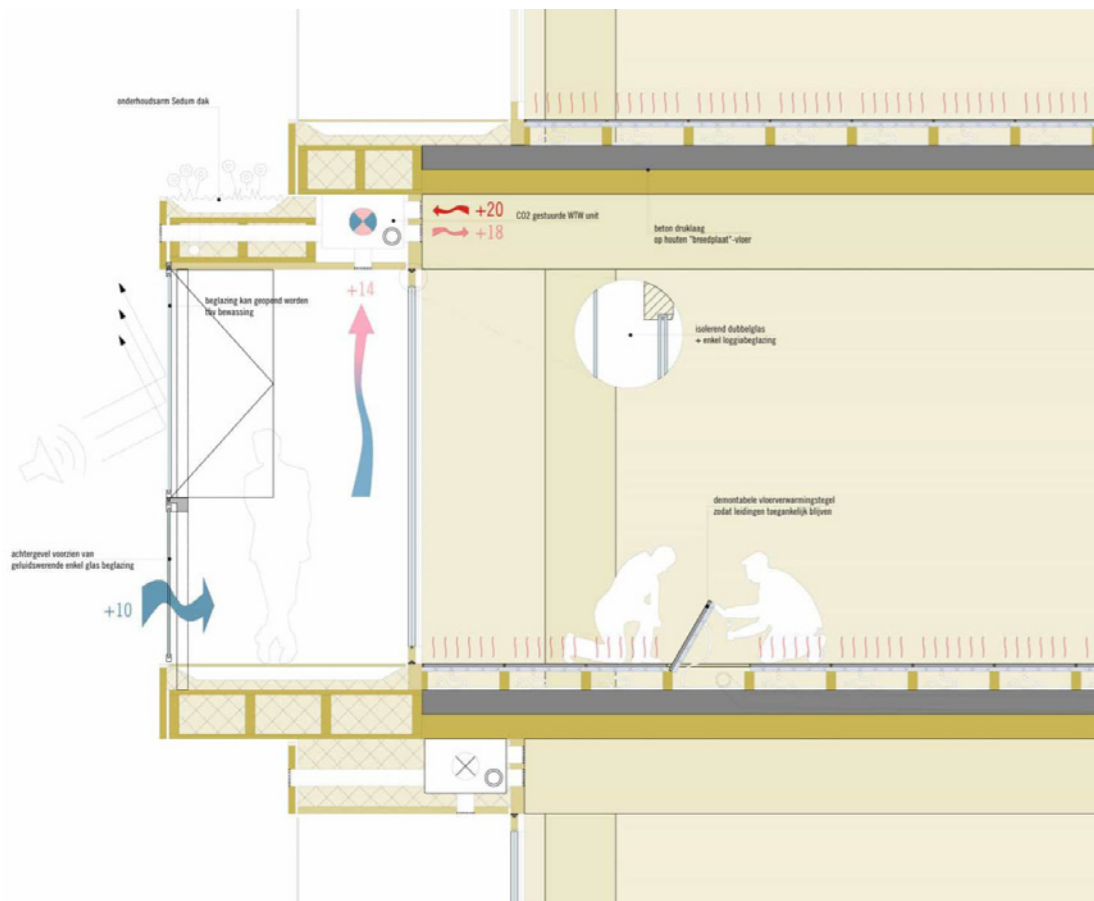 onderhoudsarm Sedum dak
+20
+18
CO2 gestuurde WTW unit
beton druklaag
op houten "breedplaat"-vloer
+14
beglazing kan geopend worden
tbv bewassing
isolerend dubbelglas
+ enkel loggiabeglazing
demontabele vloerverwarmingstegel
zodat leidingen toegankelijk blijven
achtergevel voorzien van
geluidswerende enkel glas beglazing
+10